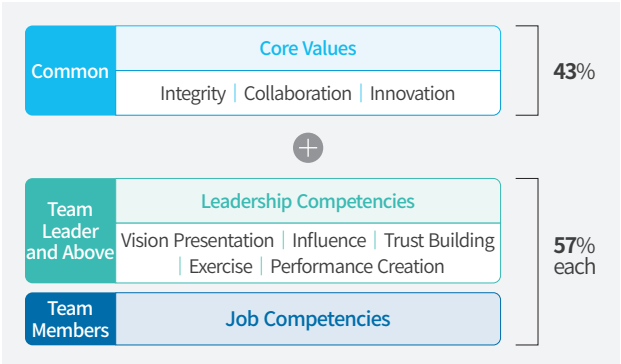 Common
Core Values
Integrity | Collaboration | Innovation
43%
+
Team
Leader
and Above
Leadership Competencies
Vision Presentation | Influence | Trust Building
| Exercise | Performance Creation
57%
each
Team
Members
Job Competencies